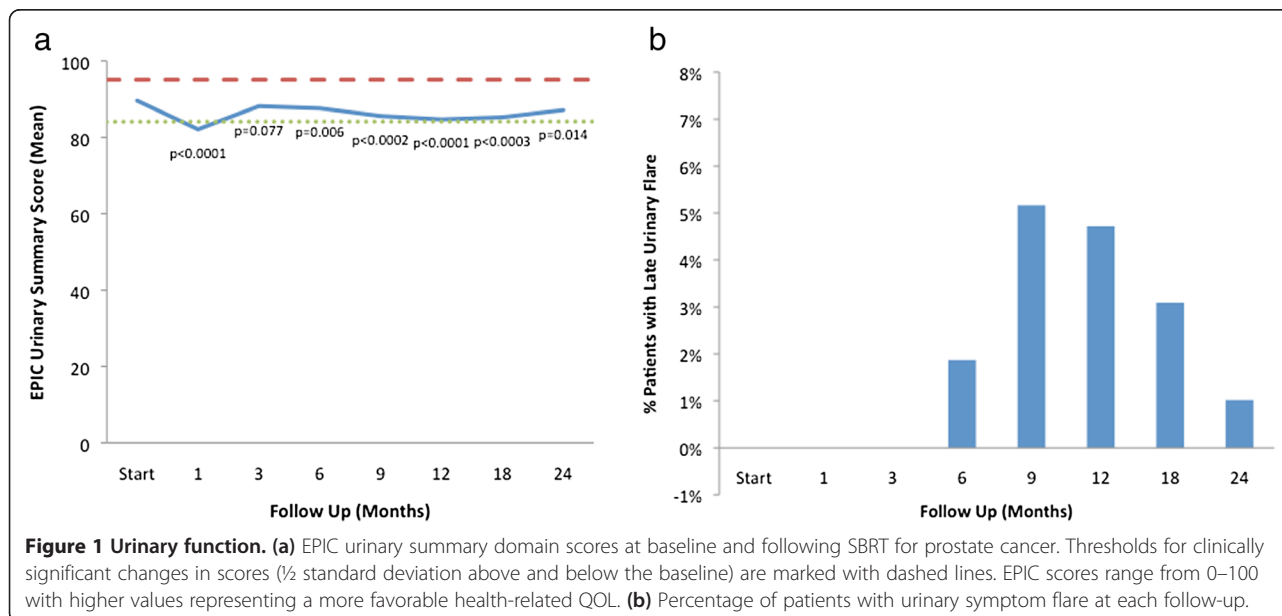 a
100
80
60
40
20
0
EPIC Urinary Summary Score (Mean)
p<0.0001
p=0.077
p=0.006
p<0.0002
p<0.0001
p<0.0003
p=0.014
Start 1 3 6 9 12 18 24
Follow Up (Months)
b
8%
7%
6%
5%
4%
3%
2%
1%
0%
-1%
% Patients with Late Urinary Flare
Start 1 3 6 9 12 18 24
Follow Up (Months)
Figure 1 Urinary function. (a) EPIC urinary summary domain scores at baseline and following SBRT for prostate cancer. Thresholds for clinically
significant changes in scores (½ standard deviation above and below the baseline) are marked with dashed lines. EPIC scores range from 0–100
with higher values representing a more favorable health-related QOL. (b) Percentage of patients with urinary symptom flare at each follow-up.